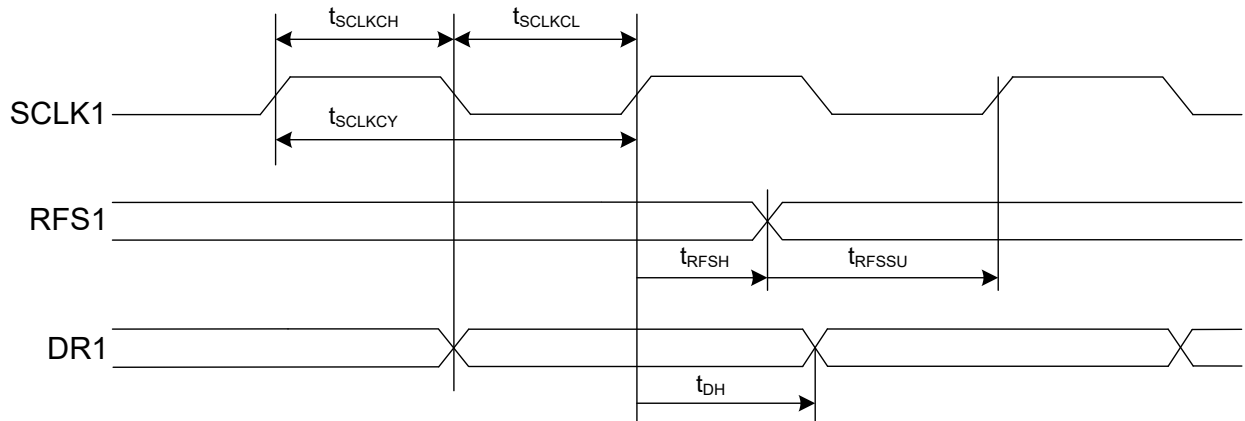 tSCLKCH tSCLKCL
SCLK1
tSCLKCY
RFS1
tRFSH tRFSSU
DR1
tDH